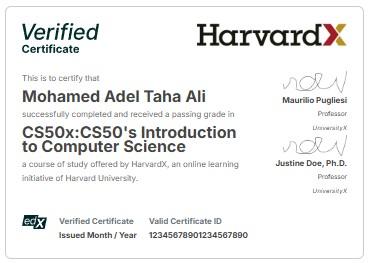 Verified
Certificate
HarvardX
This is to certify that
Mohamed Adel Taha Ali
successfully completed and received a passing grade in
CS50x:CS50's Introduction
to Computer Science
a course of study offered by HarvardX, an online learning
initiative of Harvard University.
Maurilio Pugliesi
Professor
UniversityX
Justine Doe, Ph.D.
Professor
UniversityX
edX
Verified Certificate
Issued Month / Year
Valid Certificate ID
12345678901234567890